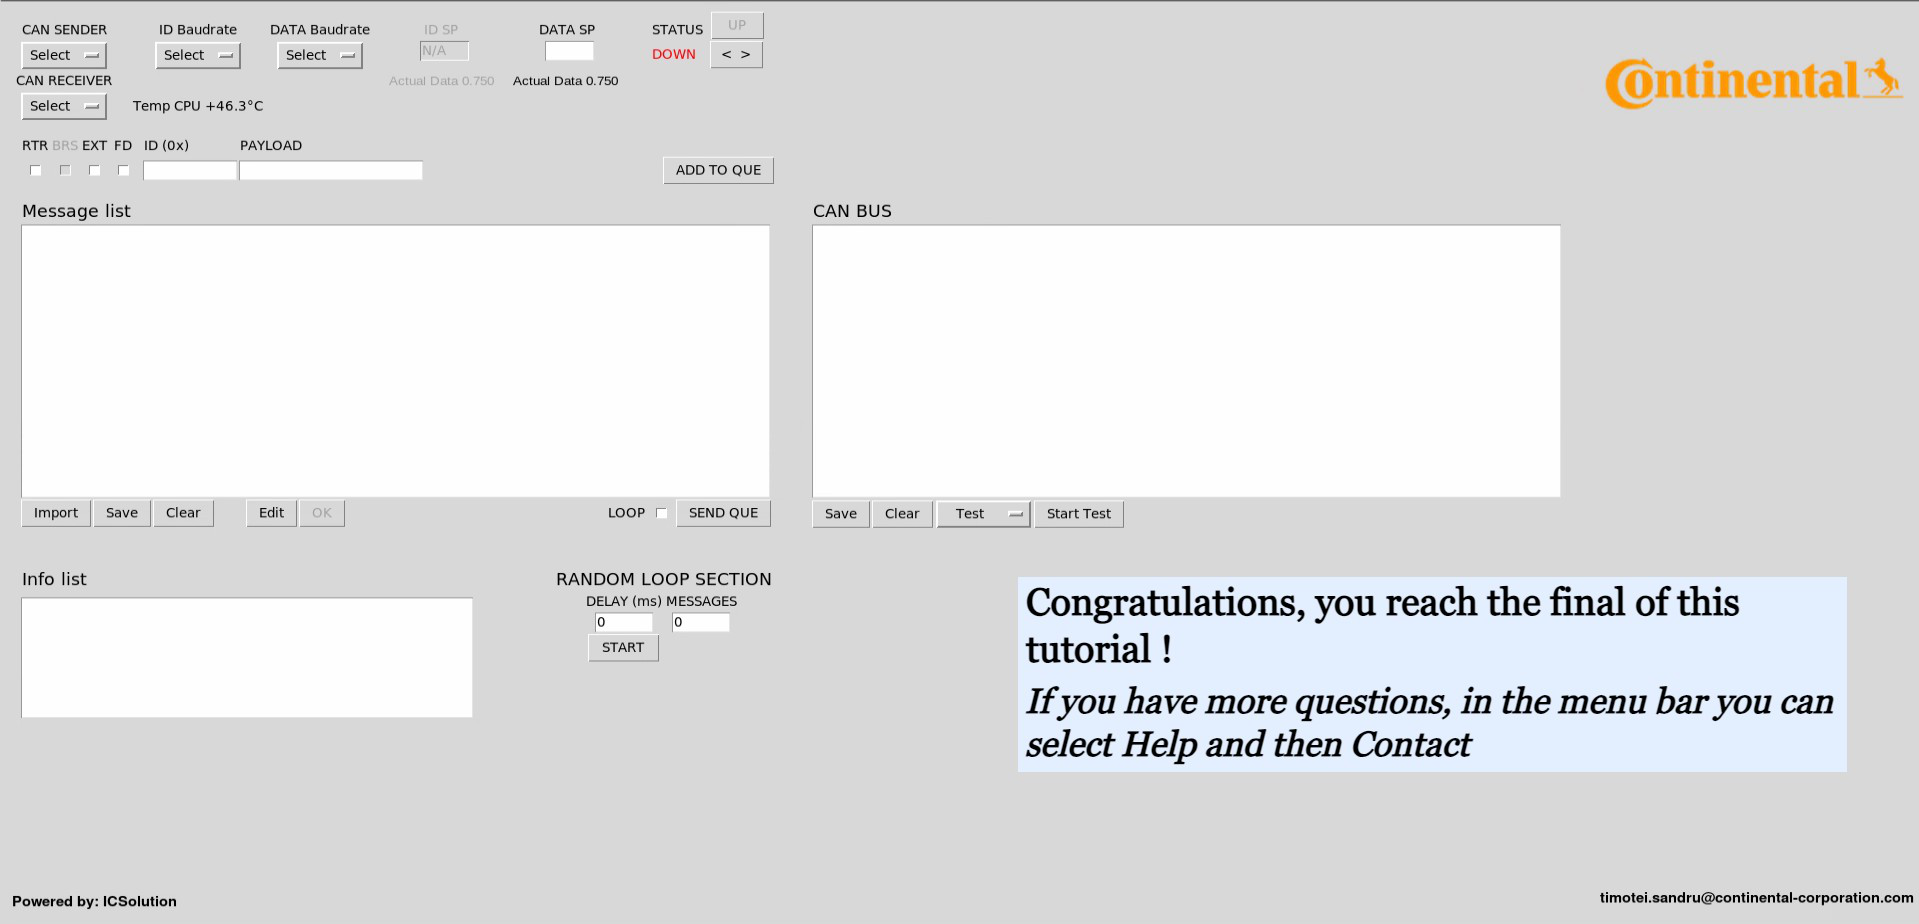 CAN SENDER ID Baudrate DATA Baudrate ID SP DATA SP STATUS UP
Select Select Select N/A DOWN < >
CAN RECEIVER Actual Data 0.750 Actual Data 0.750
Select Temp CPU +46.3°C
Continental
RTR BRS EXT FD ID (0x) PAYLOAD
ADD TO QUE
Message list CAN BUS
Import Save Clear Edit OK LOOP SEND QUE
Save Clear Test Start Test
Info list RANDOM LOOP SECTION
DELAY (ms) MESSAGES
0 0
START
Congratulations, you reach the final of this
tutorial !
If you have more questions, in the menu bar you can
select Help and then Contact
Powered by: ICSolution timotei.sandru@continental-corporation.com